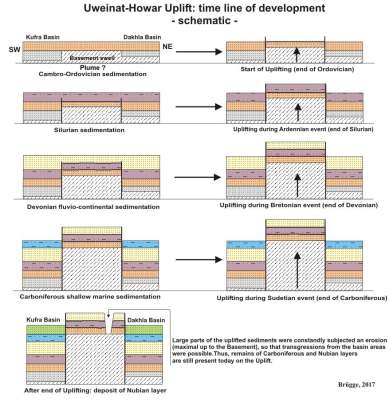 Uweinat-Howar Uplift: time line of development
- schematic -
Kufra Basin
Dakhla Basin
SW
NE
Basement swell
Plume ?
Cambro-Ordovician sedimentation
Start of Uplifting (end of Ordovician)
Silurian sedimentation
Uplifting during Ardennian event (end of Silurian)
Devonian fluvio-continental sedimentation
Uplifting during Bretonian event (end of Devonian)
Carboniferous shallow marine sedimentation
Uplifting during Sudetian event (end of Carboniferous)
Kufra Basin
Dakhla Basin
Large parts of the uplifted sediments were constantly subjected an erosion
(maximal up to the Basement), so that transgressions from the basin areas
were possible.Thus, remains of Carboniferous and Nubian layers
are still present today on the Uplift.
After end of Uplifting: deposit of Nubian layer
Brügge, 2017